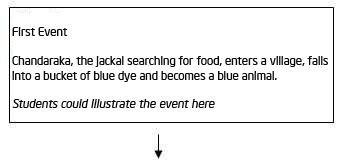 First Event
Chandaraka, the jackal searching for food, enters a village, falls
into a bucket of blue dye and becomes a blue animal.
Students could illustrate the event here